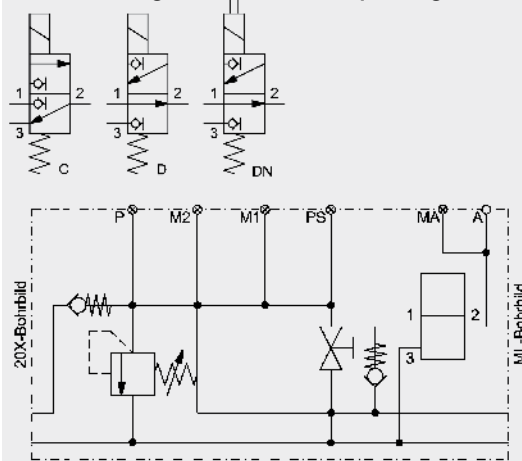 1 2 1 2 1 2
3 3 3
C D DN
P M2 M1 PS MA A
20X-Bohrbild
1 2
3
ML-Bohrbild